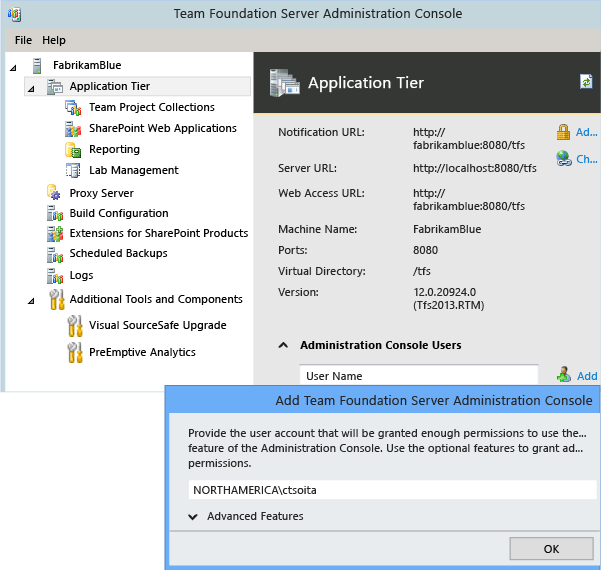 Team Foundation Server Administration Console
File Help
FabrikamBlue
Application Tier
Team Project Collections
SharePoint Web Applications
Reporting
Lab Management
Proxy Server
Build Configuration
Extensions for SharePoint Products
Scheduled Backups
Logs
Additional Tools and Components
Visual SourceSafe Upgrade
PreEmptive Analytics
Application Tier
Notification URL: http://
fabrikamblue:8080/tfs
Server URL: http://localhost:8080/tfs
Web Access URL: http://
fabrikamblue:8080/tfs
Machine Name: FabrikamBlue
Ports: 8080
Virtual Directory: /tfs
Version: 12.0.20924.0
(Tfs2013.RTM)
Ad...
Ch...
Administration Console Users
User Name
Add
Add Team Foundation Server Administration Console
Provide the user account that will be granted enough permissions to use the...
feature of the Administration Console. Use the optional features to grant ad...
permissions.
NORTHAMERICA\ctsoita
Advanced Features
OK